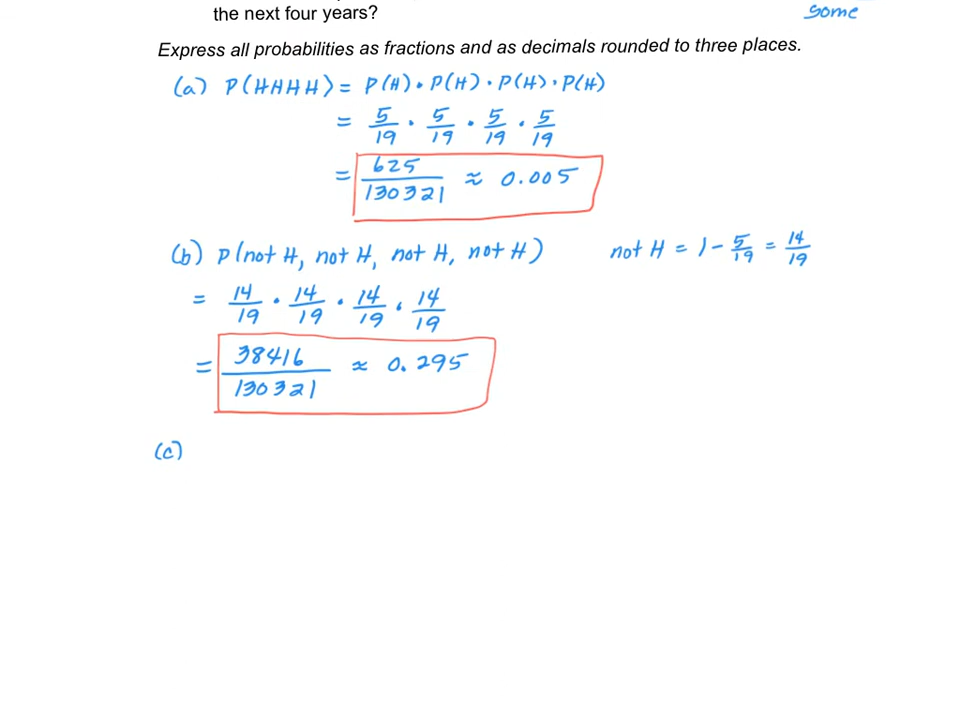 the next four years?
some
Express all probabilities as fractions and as decimals rounded to three places.
(a) P(HHHH) = P(H) · P(H) · P(H) · P(H)
= 5/19 · 5/19 · 5/19 · 5/19
= 625/130321 ≈ 0.005
(b) P(not H, not H, not H, not H) not H = 1 - 5/19 = 14/19
= 14/19 · 14/19 · 14/19 · 14/19
= 38416/130321 ≈ 0.295
(c)